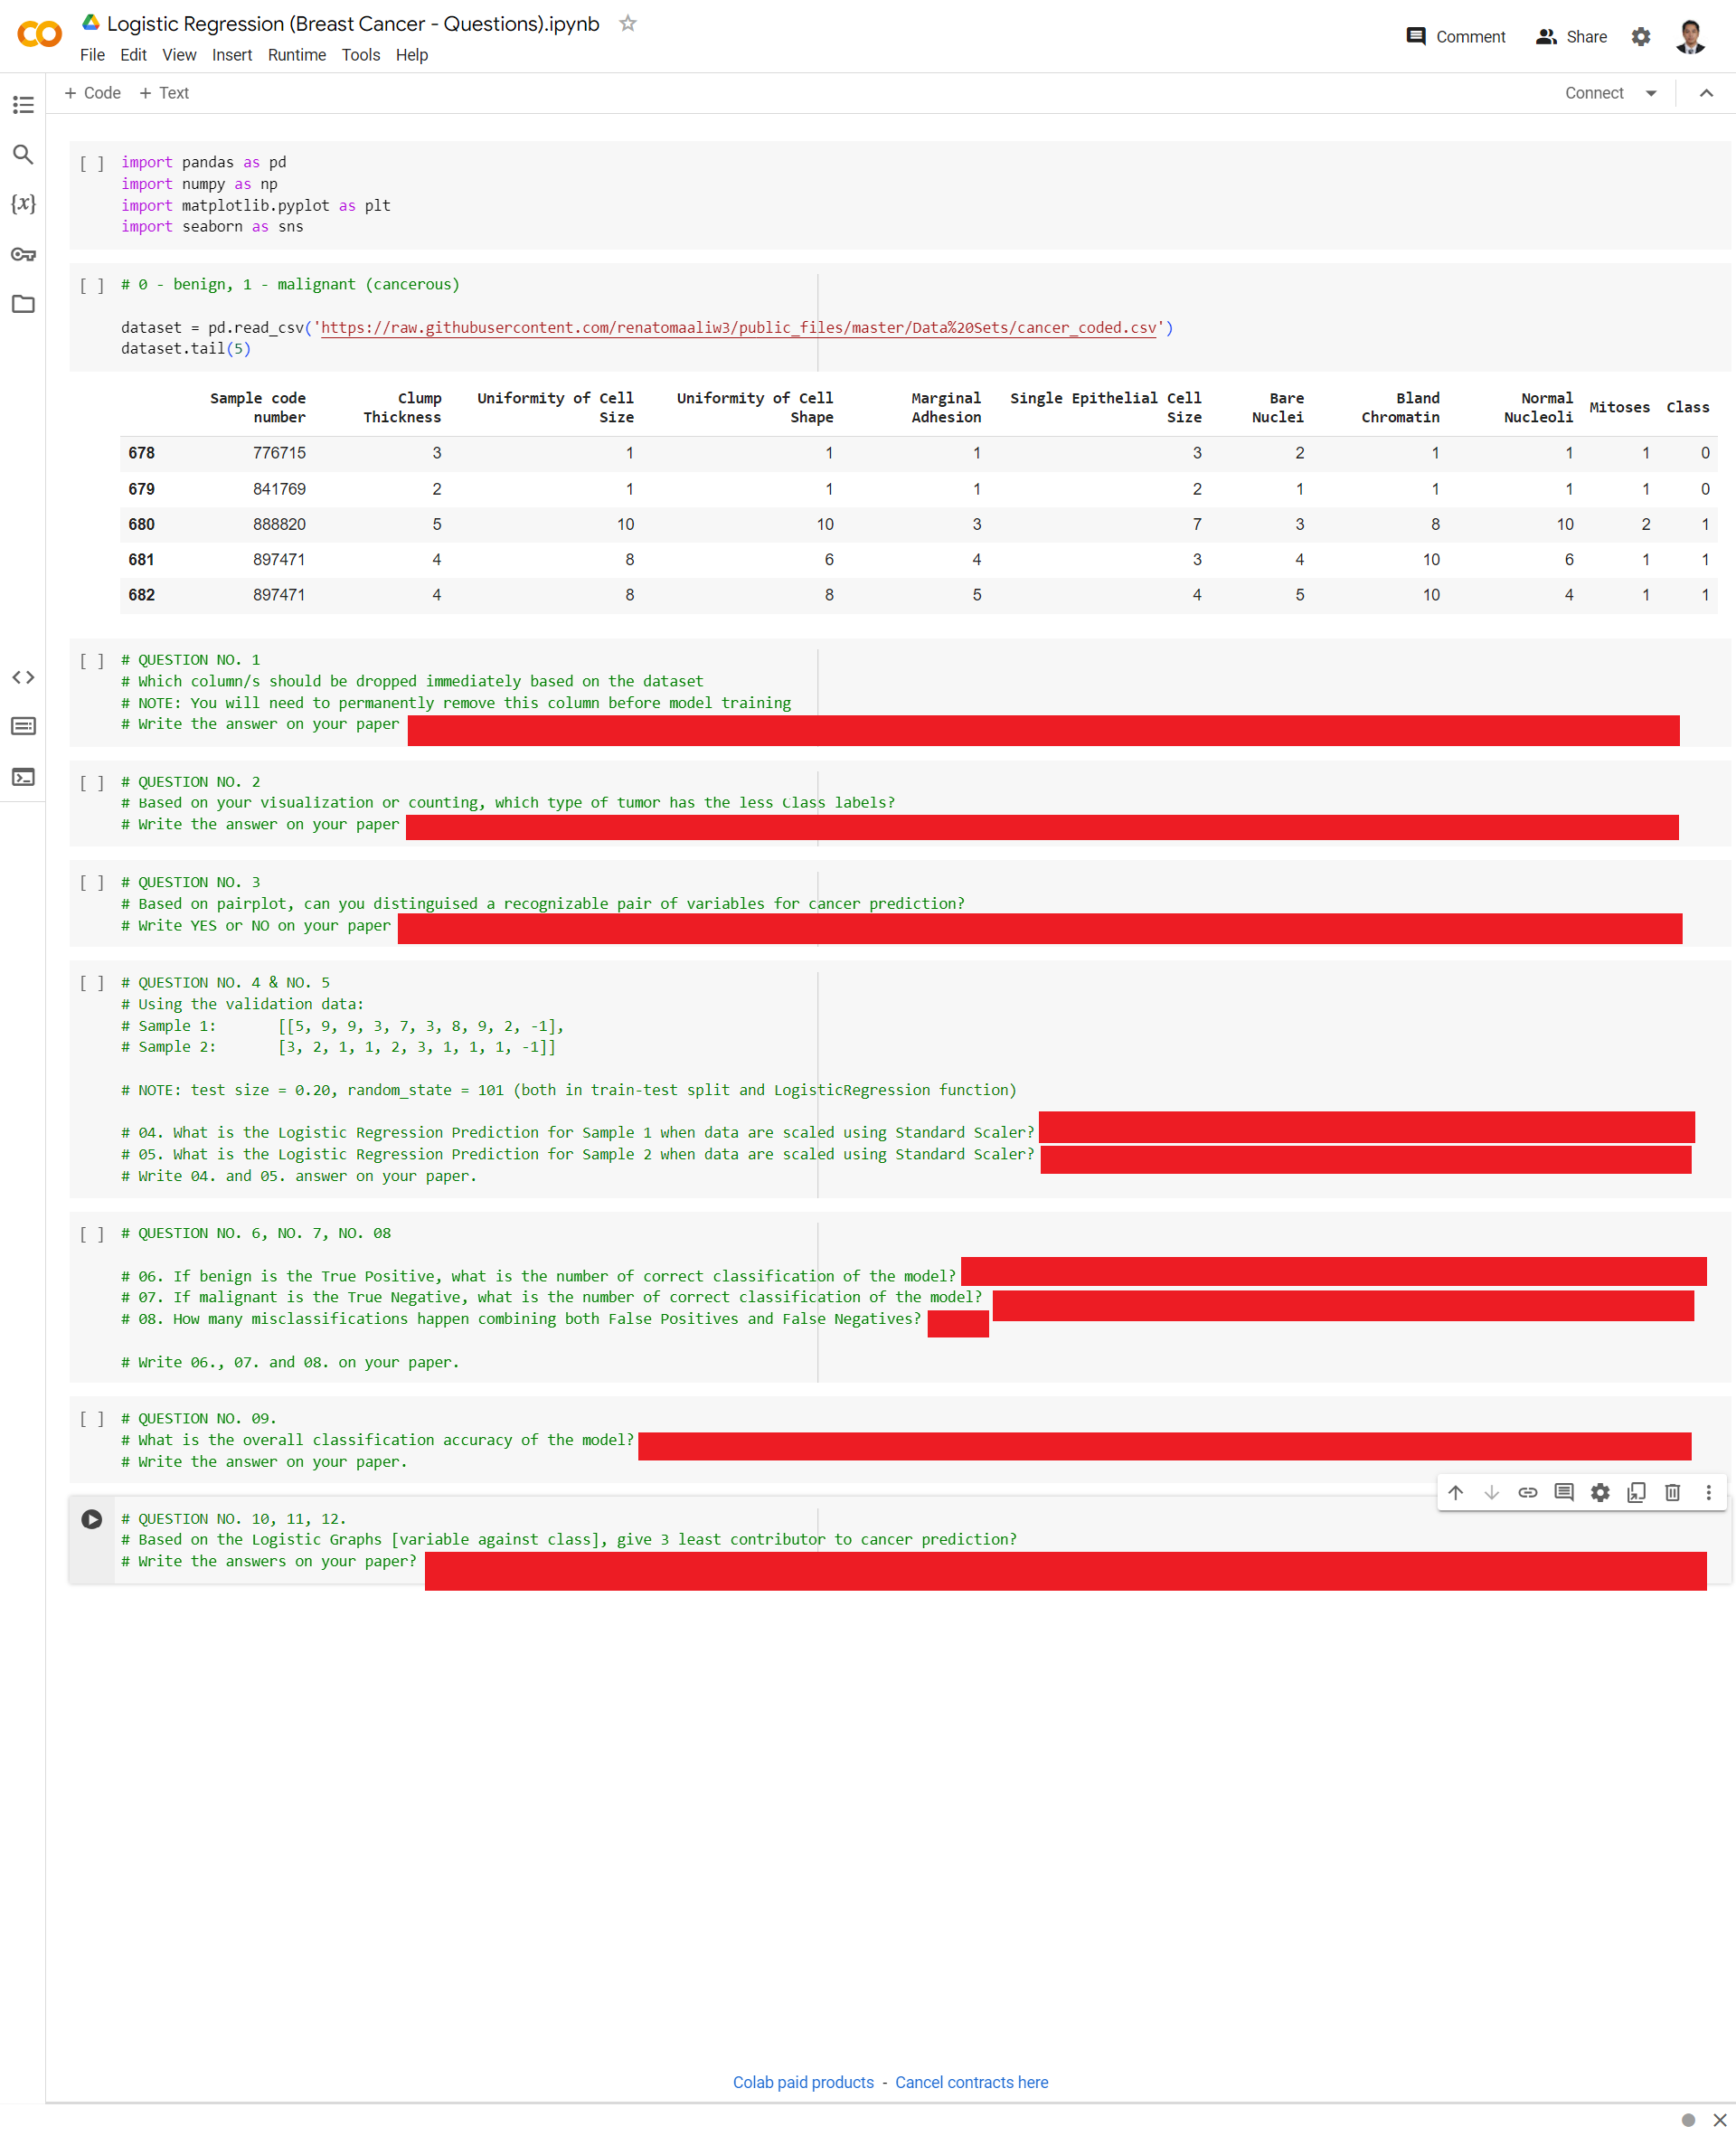 Logistic Regression (Breast Cancer - Questions).ipynb
File Edit View Insert Runtime Tools Help
Comment Share
+ Code + Text
Connect
[ ] import pandas as pd
import numpy as np
import matplotlib.pyplot as plt
import seaborn as sns
[ ] # 0 - benign, 1 - malignant (cancerous)
dataset = pd.read_csv('https://raw.githubusercontent.com/renatomaaliw3/public_files/master/Data%20Sets/cancer_coded.csv')
dataset.tail(5)
Sample code number Clump Thickness Uniformity of Cell Size Uniformity of Cell Shape Marginal Adhesion Single Epithelial Cell Size Bare Nuclei Bland Chromatin Normal Nucleoli Mitoses Class
678 776715 3 1 1 1 3 2 1 1 1 0
679 841769 2 1 1 1 2 1 1 1 1 0
680 888820 5 10 10 3 7 3 8 10 2 1
681 897471 4 8 6 4 3 4 10 6 1 1
682 897471 4 8 8 5 4 5 10 4 1 1
[ ] # QUESTION NO. 1
# Which column/s should be dropped immediately based on the dataset
# NOTE: You will need to permanently remove this column before model training
# Write the answer on your paper
[ ] # QUESTION NO. 2
# Based on your visualization or counting, which type of tumor has the less Class labels?
# Write the answer on your paper
[ ] # QUESTION NO. 3
# Based on pairplot, can you distinguised a recognizable pair of variables for cancer prediction?
# Write YES or NO on your paper
[ ] # QUESTION NO. 4 & NO. 5
# Using the validation data:
# Sample 1: [[5, 9, 9, 3, 7, 3, 8, 9, 2, -1],
# Sample 2: [3, 2, 1, 1, 2, 3, 1, 1, 1, -1]]
# NOTE: test size = 0.20, random_state = 101 (both in train-test split and LogisticRegression function)
# 04. What is the Logistic Regression Prediction for Sample 1 when data are scaled using Standard Scaler?
# 05. What is the Logistic Regression Prediction for Sample 2 when data are scaled using Standard Scaler?
# Write 04. and 05. answer on your paper.
[ ] # QUESTION NO. 6, NO. 7, NO. 08
# 06. If benign is the True Positive, what is the number of correct classification of the model?
# 07. If malignant is the True Negative, what is the number of correct classification of the model?
# 08. How many misclassifications happen combining both False Positives and False Negatives?
# Write 06., 07. and 08. on your paper.
[ ] # QUESTION NO. 09.
# What is the overall classification accuracy of the model?
# Write the answer on your paper.
# QUESTION NO. 10, 11, 12.
# Based on the Logistic Graphs [variable against class], give 3 least contributor to cancer prediction?
# Write the answers on your paper?
Colab paid products - Cancel contracts here